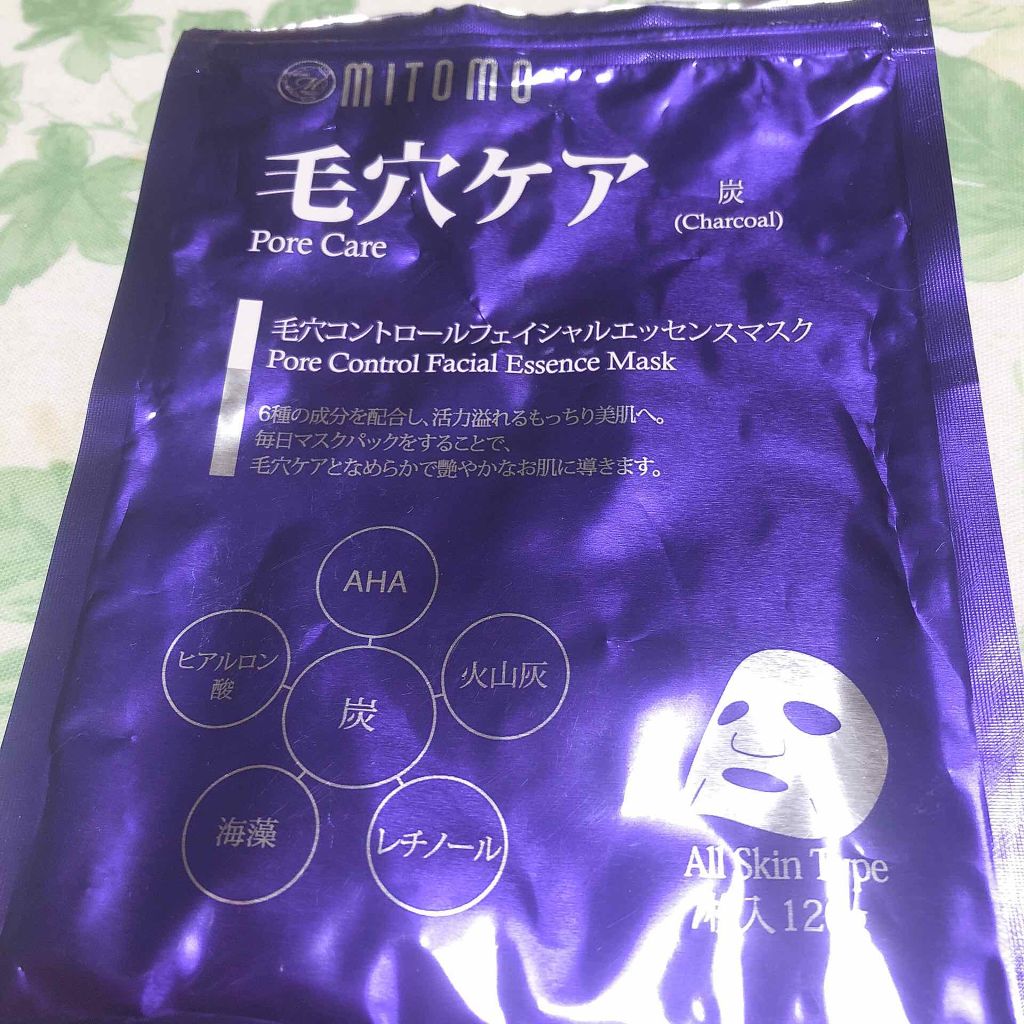 MITOMO
毛穴ケア
炭
Pore Care
(Charcoal)
毛穴コントロールフェイシャルエッセンスマスク
Pore Control Facial Essence Mask
6種の成分を配合し、活力溢れるもっちり美肌へ。
毎日マスクパックをすることで、
毛穴ケアとなめらかで艶やかなお肌に導きます。
AHA
ヒアルロン
酸
炭
火山灰
海藻
レチノール
All Skin Type